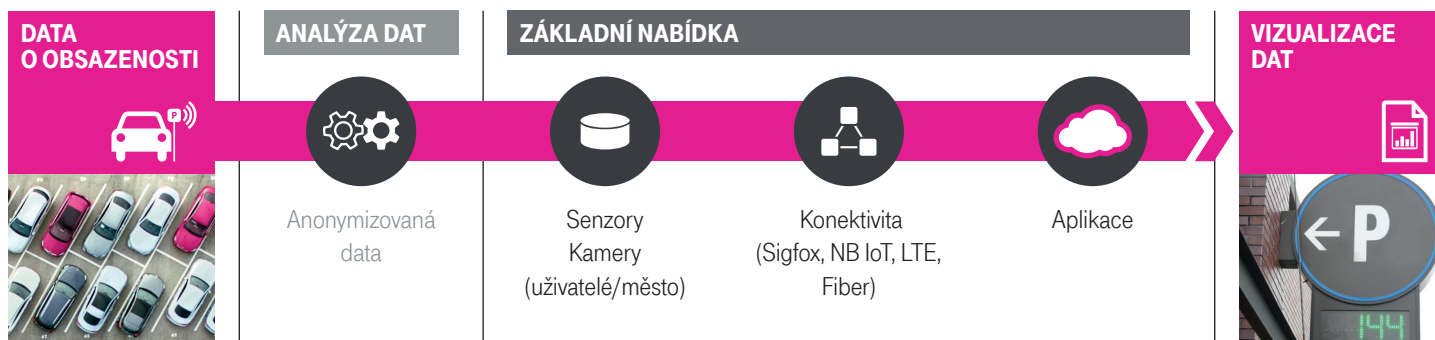 DATA
O OBSAZENOSTI
P
ANALÝZA DAT
Anonymizovaná
data
ZÁKLADNÍ NABÍDKA
Senzory
Kamery
(uživatelé/město)
Konektivita
(Sigfox, NB IoT, LTE,
Fiber)
Aplikace
VIZUALIZACE
DAT
P
144